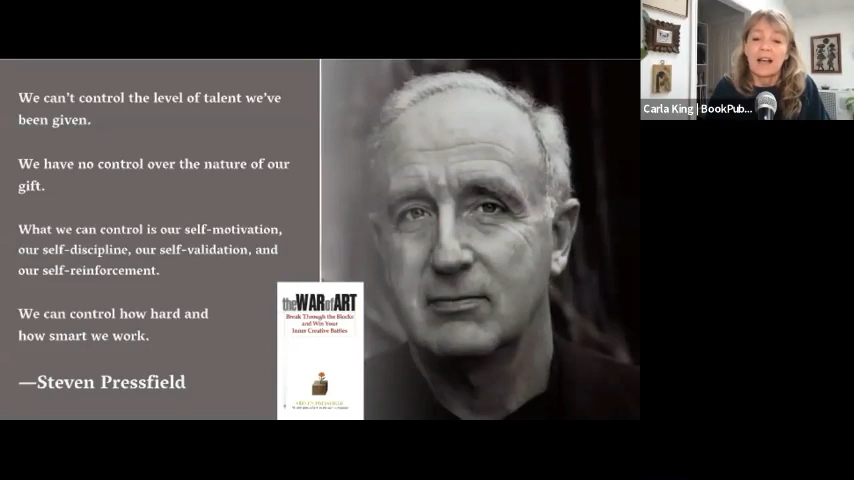 We can't control the level of talent we've
been given.
We have no control over the nature of our
gift.
What we can control is our self-motivation,
our self-discipline, our self-validation, and
our self-reinforcement.
We can control how hard and
how smart we work.
—Steven Pressfield
theWARofART
Break Through the Blocks
and Win Your
Inner Creative Battles
Carla King | BookPub...